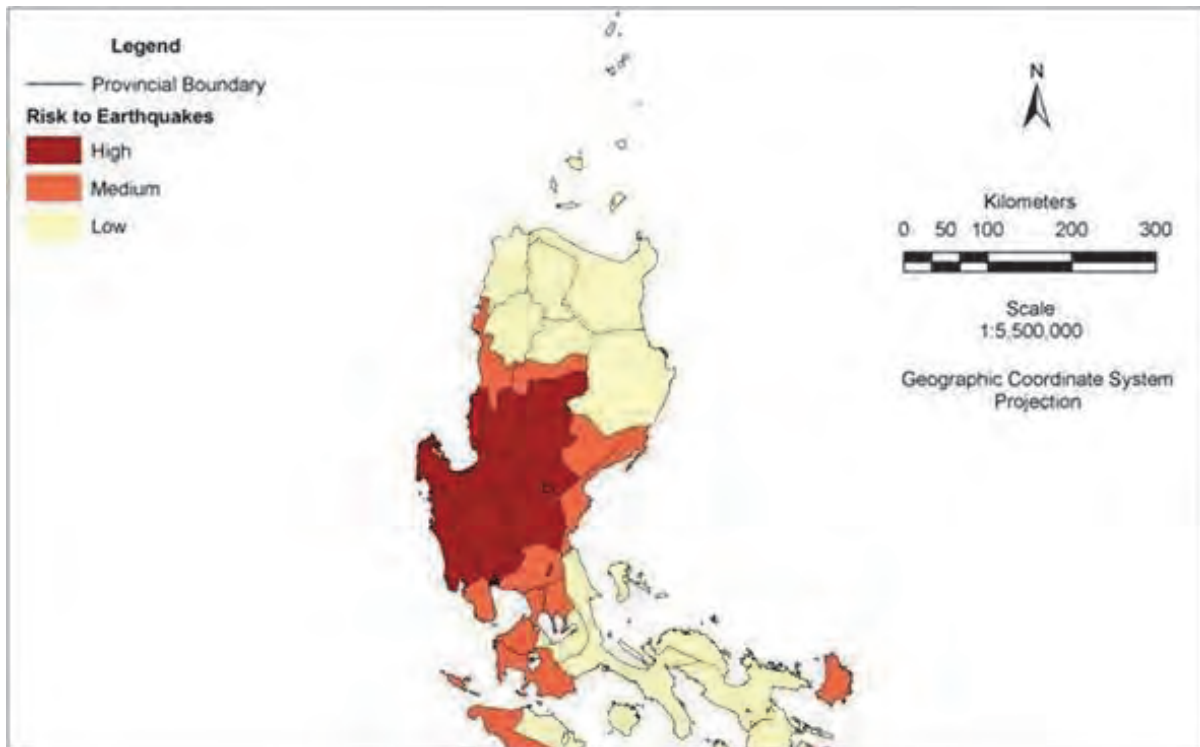 Legend
Provincial Boundary
Risk to Earthquakes
High
Medium
Low
N
Kilometers
0 50 100 200 300
Scale
1:5,500,000
Geographic Coordinate System
Projection